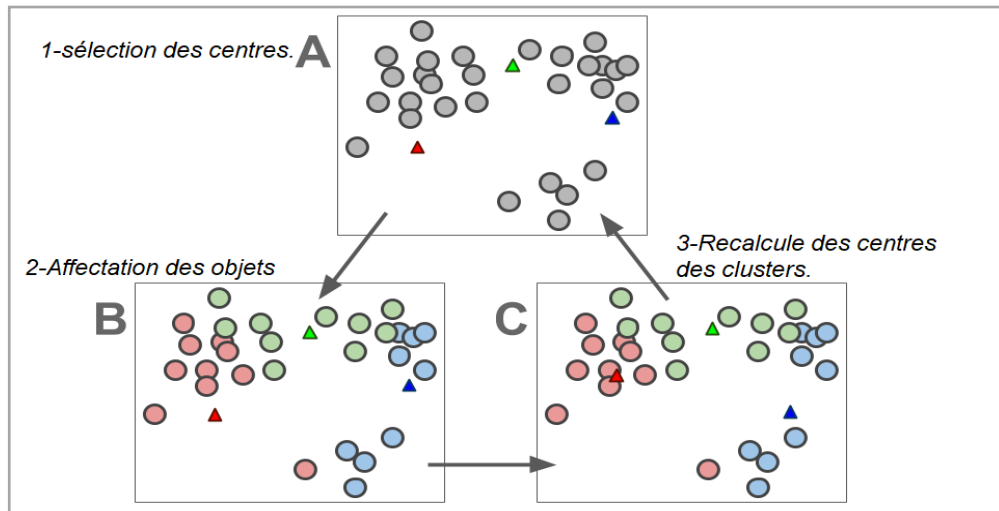 1-sélection des centres.
A
2-Affectation des objets
3-Recalcule des centres
des clusters.
B
C